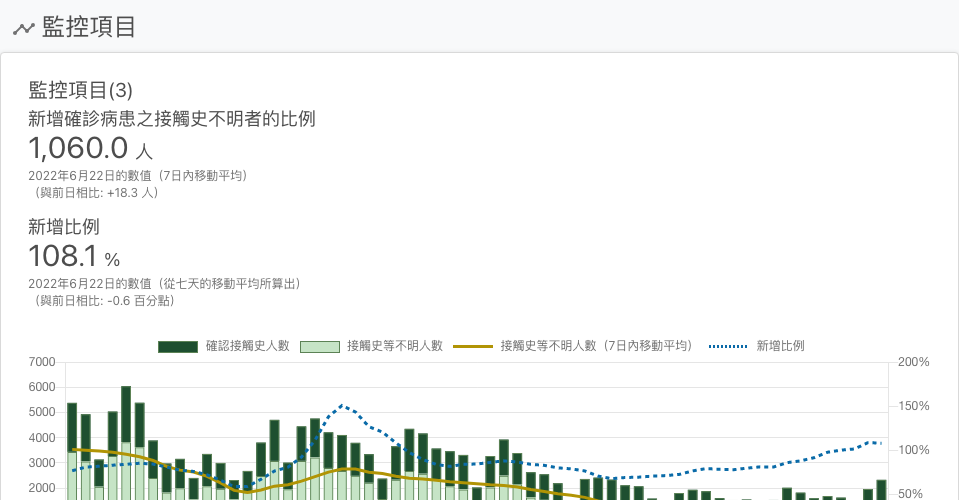 監控項目
監控項目(3)
新增確診病患之接觸史不明者的比例
1,060.0 人
2022年6月22日的數值（7日內移動平均）
（與前日相比: +18.3 人）
新增比例
108.1 %
2022年6月22日的數值（從七天的移動平均所算出）
（與前日相比: -0.6 百分點）
確認接觸史人數 接觸史等不明人數 接觸史等不明人數（7日內移動平均） 新增比例
7000 200%
6000
5000 150%
4000
3000 100%
2000 50%